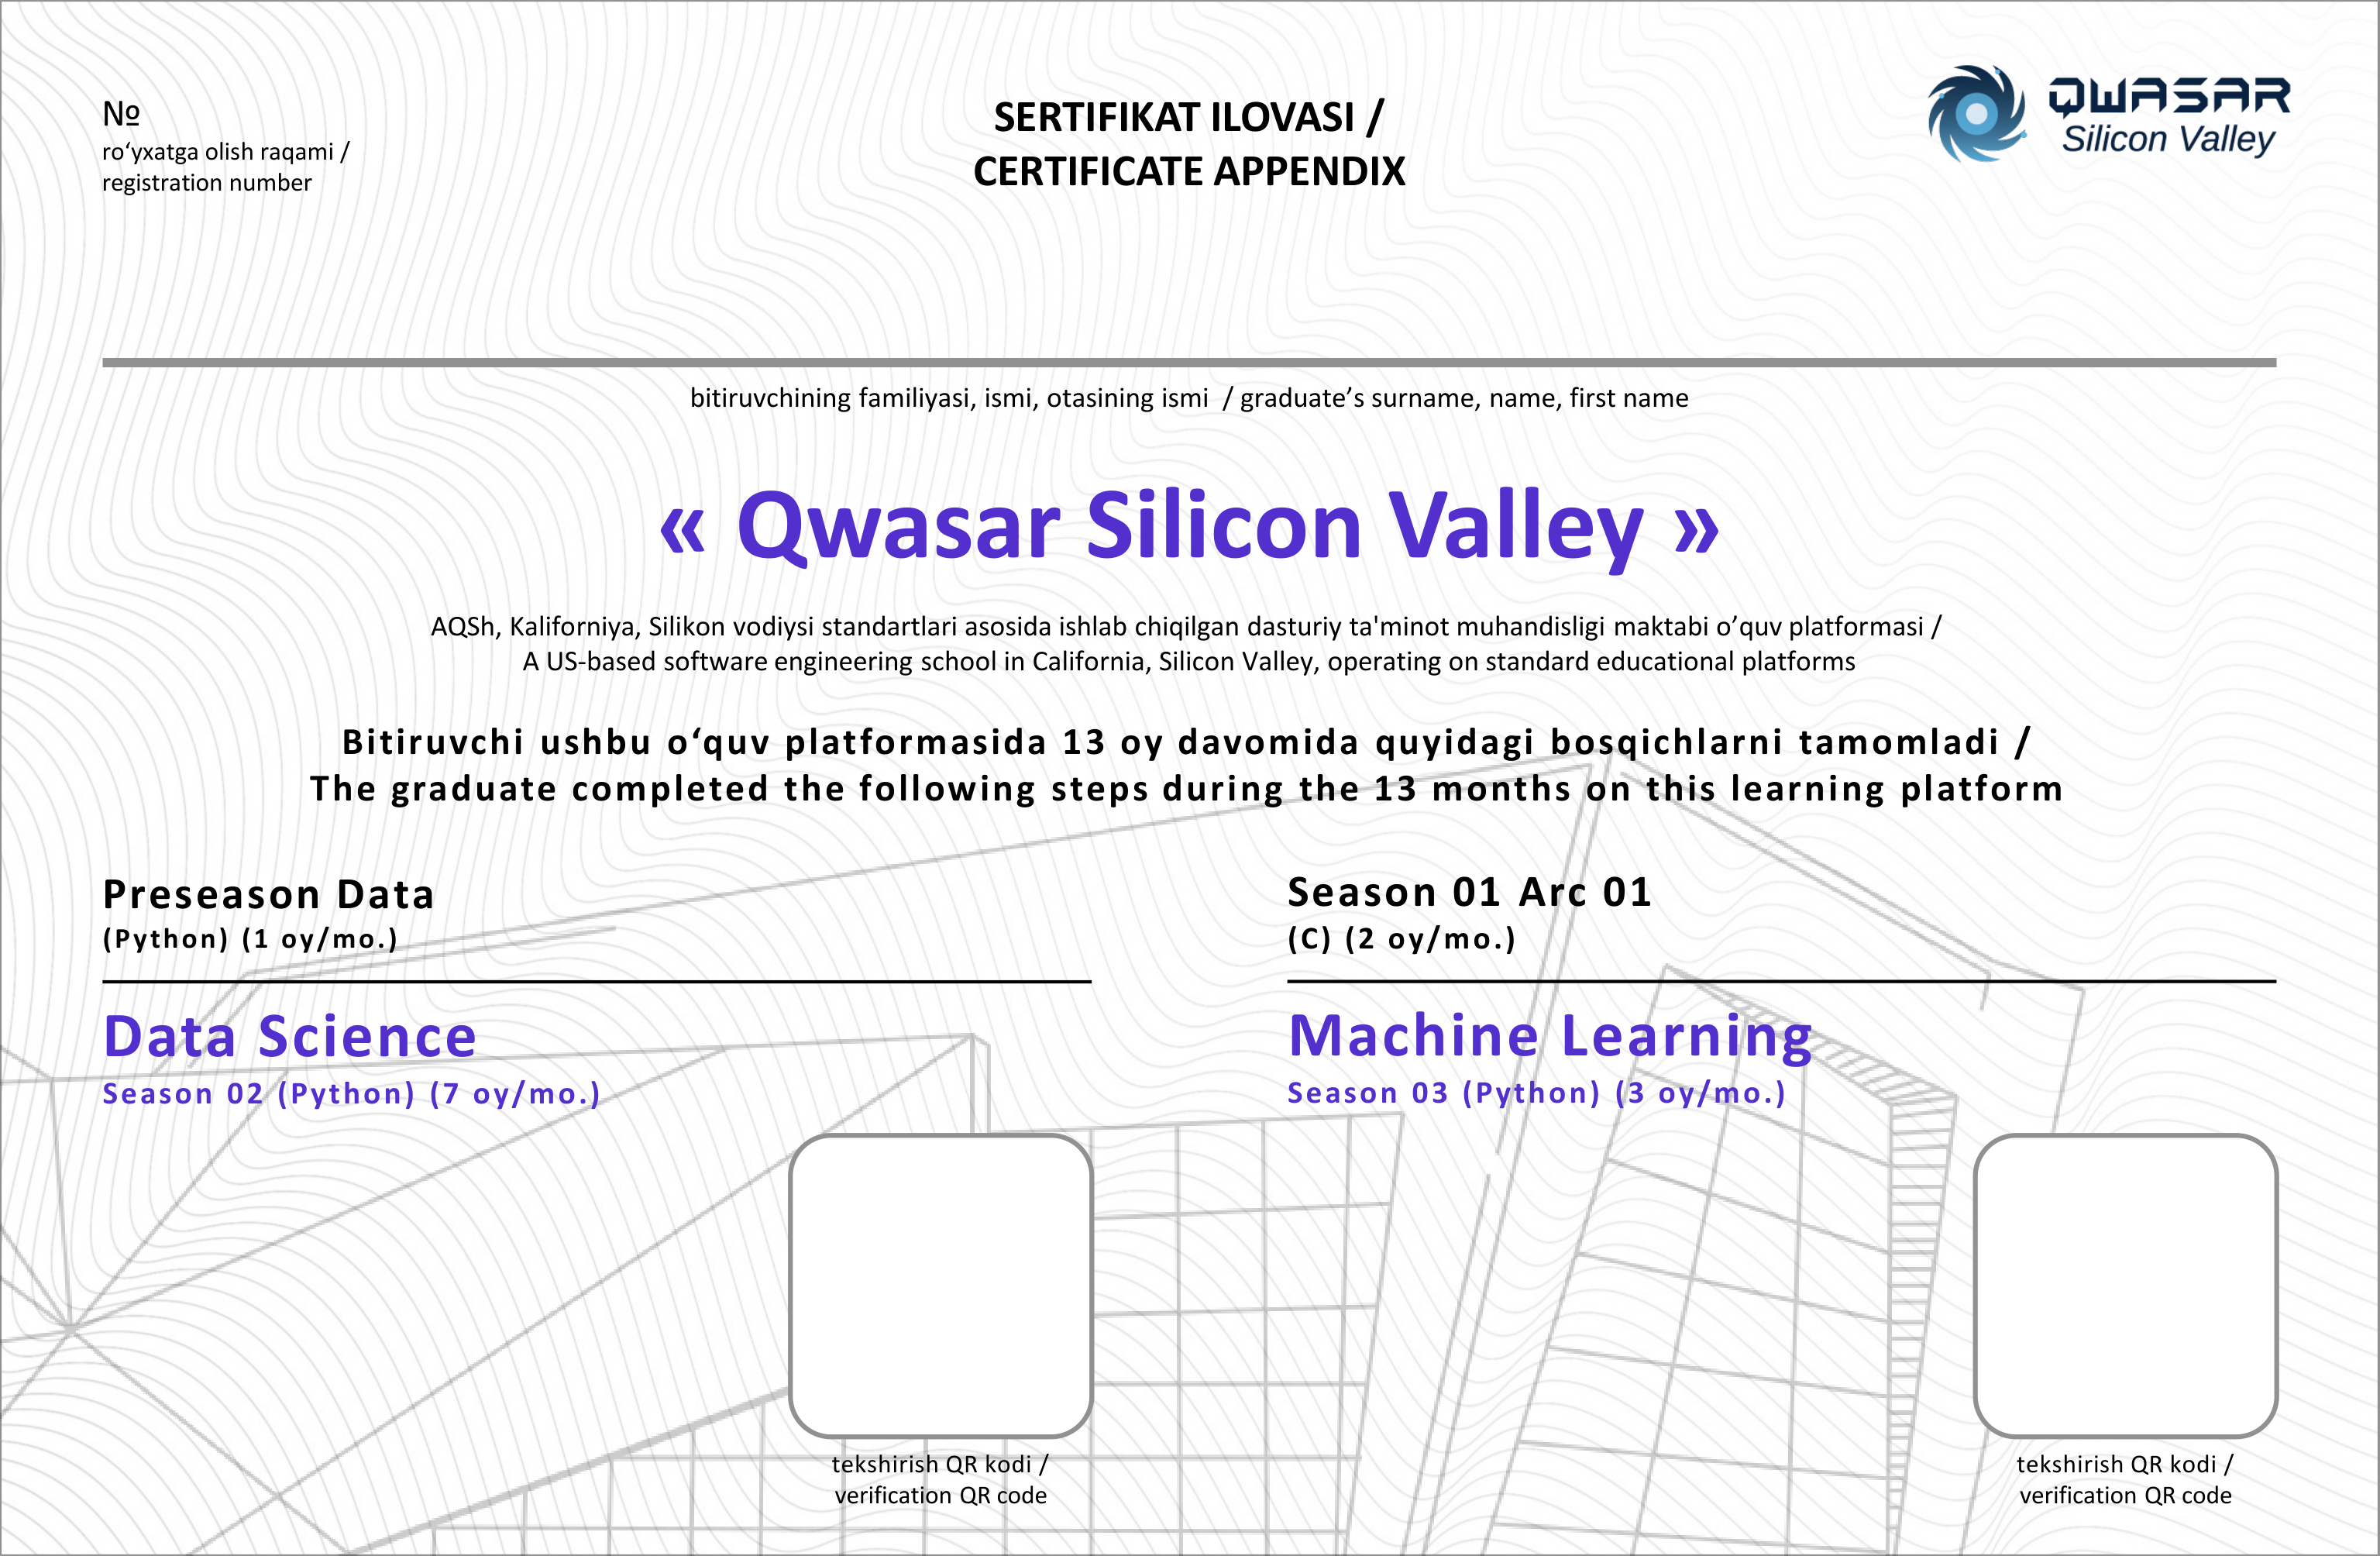 №
ro‘yxatga olish raqami /
registration number
SERTIFIKAT ILOVASI /
CERTIFICATE APPENDIX
QWASAR
Silicon Valley
bitiruvchining familiyasi, ismi, otasining ismi / graduate’s surname, name, first name
« Qwasar Silicon Valley »
AQSh, Kaliforniya, Silikon vodiysi standartlari asosida ishlab chiqilgan dasturiy ta'minot muhandisligi maktabi o’quv platformasi /
A US-based software engineering school in California, Silicon Valley, operating on standard educational platforms
Bitiruvchi ushbu o‘quv platformasida 13 oy davomida quyidagi bosqichlarni tamomladi /
The graduate completed the following steps during the 13 months on this learning platform
Preseason Data
(Python) (1 oy/mo.)
Data Science
Season 02 (Python) (7 oy/mo.)
tekshirish QR kodi /
verification QR code
Season 01 Arc 01
(C) (2 oy/mo.)
Machine Learning
Season 03 (Python) (3 oy/mo.)
tekshirish QR kodi /
verification QR code